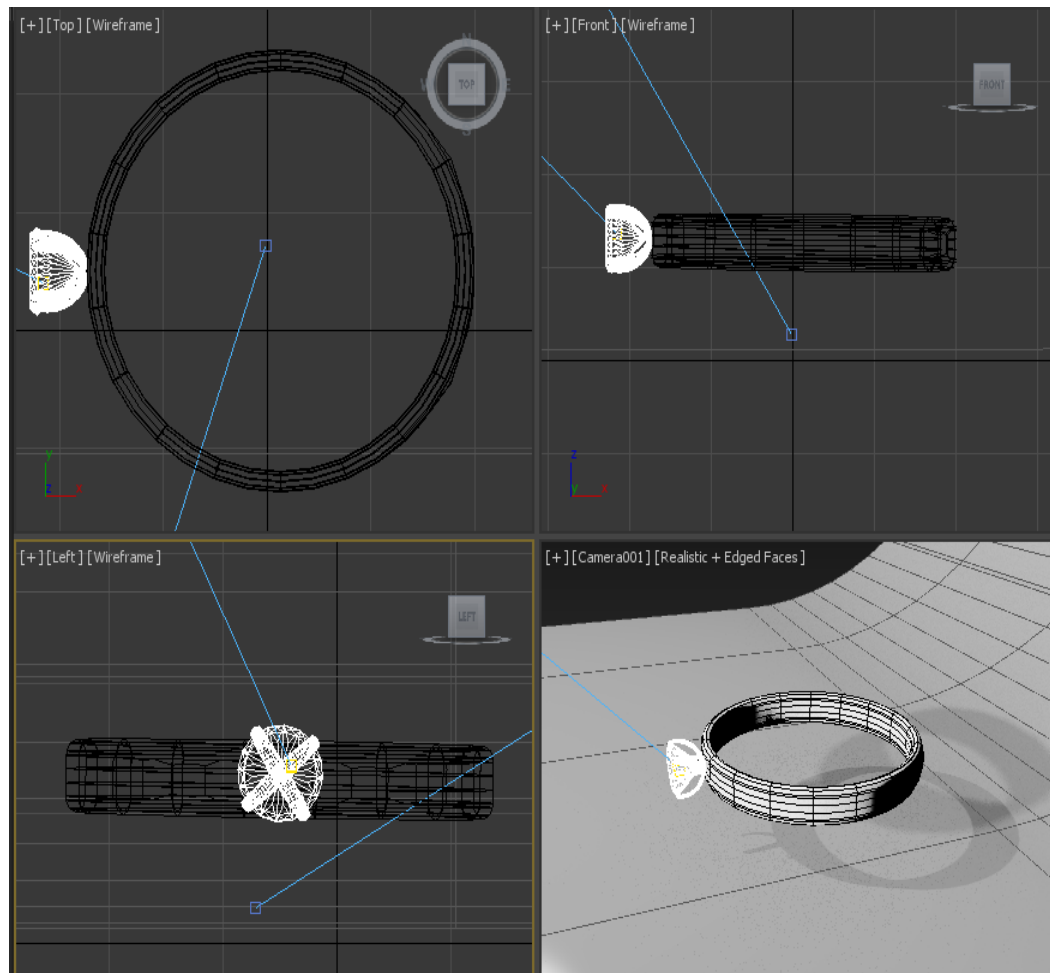 [+] [Top] [Wireframe]
N
W
TOP
E
S
y
z
x
[+] [Front] [Wireframe]
FRONT
z
y
x
[+] [Left] [Wireframe]
LEFT
[+] [Camera001] [Realistic + Edged Faces]